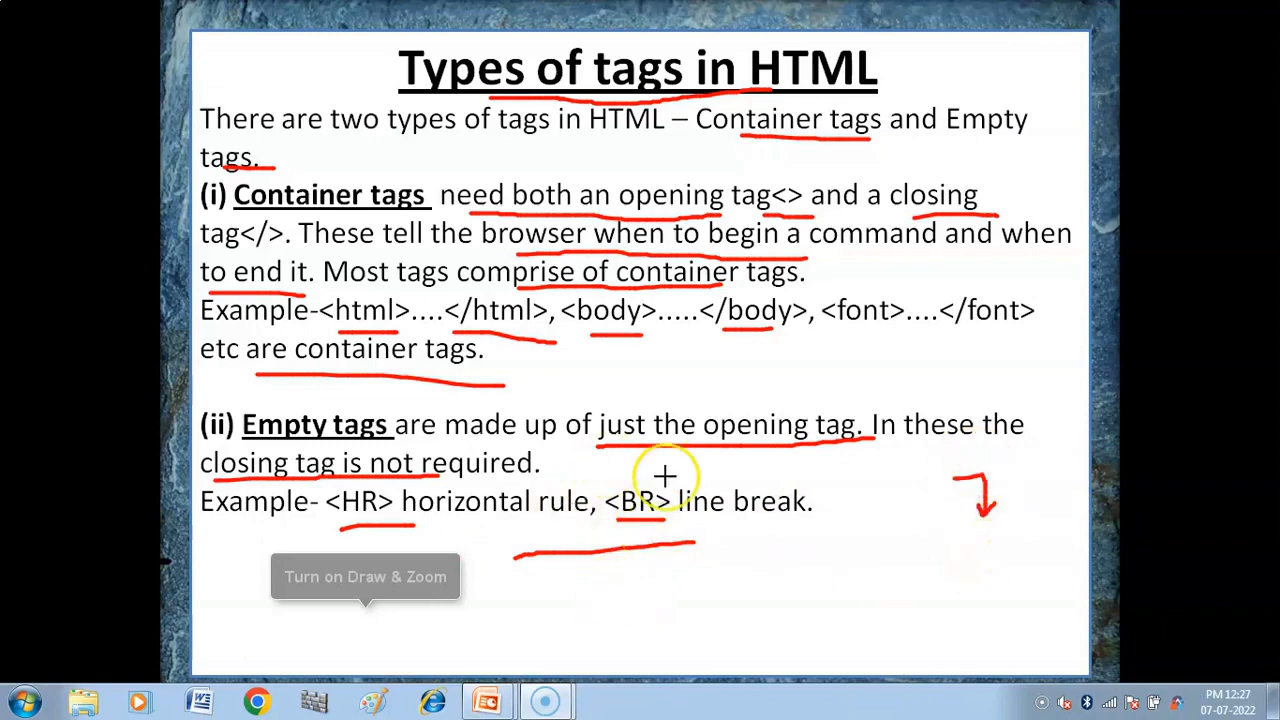 Types of tags in HTML
There are two types of tags in HTML – Container tags and Empty
tags.
(i) Container tags need both an opening tag<> and a closing
tag</>. These tell the browser when to begin a command and when
to end it. Most tags comprise of container tags.
Example-<html>....</html>, <body>.....</body>, <font>....</font>
etc are container tags.
(ii) Empty tags are made up of just the opening tag. In these the
closing tag is not required.
Example- <HR> horizontal rule, <BR> line break.
Turn on Draw & Zoom
PM 12:27
07-07-2022